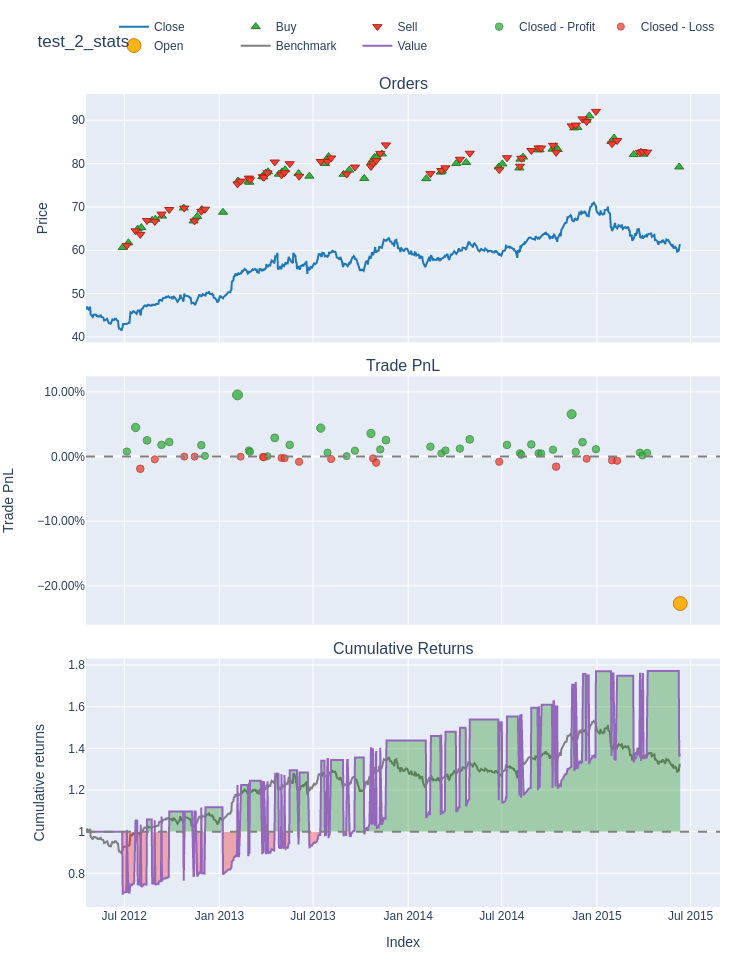 test_2_stats
Close
Buy
Sell
Closed - Profit
Closed - Loss
Open
Benchmark
Value
Orders
90
80
70
60
50
40
Price
Trade PnL
10.00%
0.00%
−10.00%
−20.00%
Trade PnL
Cumulative Returns
1.8
1.6
1.4
1.2
1
0.8
Cumulative returns
Jul 2012
Jan 2013
Jul 2013
Jan 2014
Jul 2014
Jan 2015
Jul 2015
Index